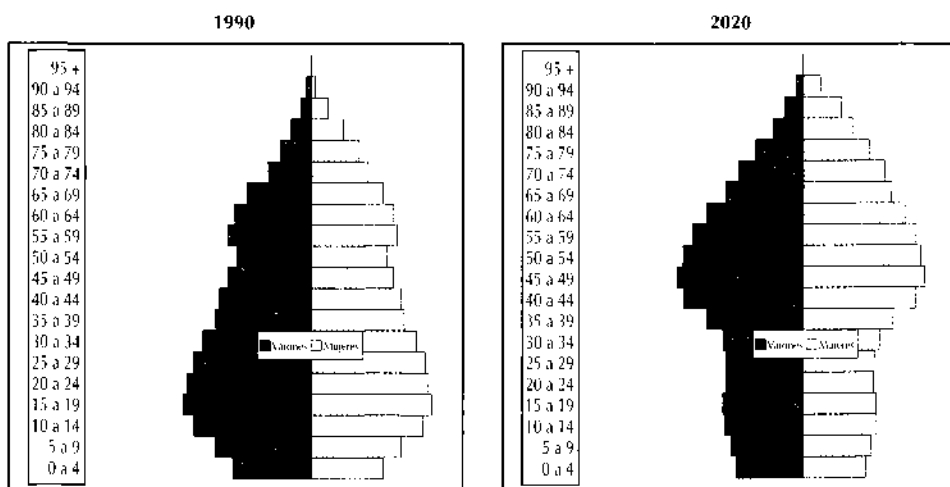 1990
95 +
90 a 94
85 a 89
80 a 84
75 a 79
70 a 74
65 a 69
60 a 64
55 a 59
50 a 54
45 a 49
40 a 44
35 a 39
30 a 34
25 a 29
20 a 24
15 a 19
10 a 14
5 a 9
0 a 4
Varones Mujeres
2020
95 +
90 a 94
85 a 89
80 a 84
75 a 79
70 a 74
65 a 69
60 a 64
55 a 59
50 a 54
45 a 49
40 a 44
35 a 39
30 a 34
25 a 29
20 a 24
15 a 19
10 a 14
5 a 9
0 a 4
Varones Mujeres